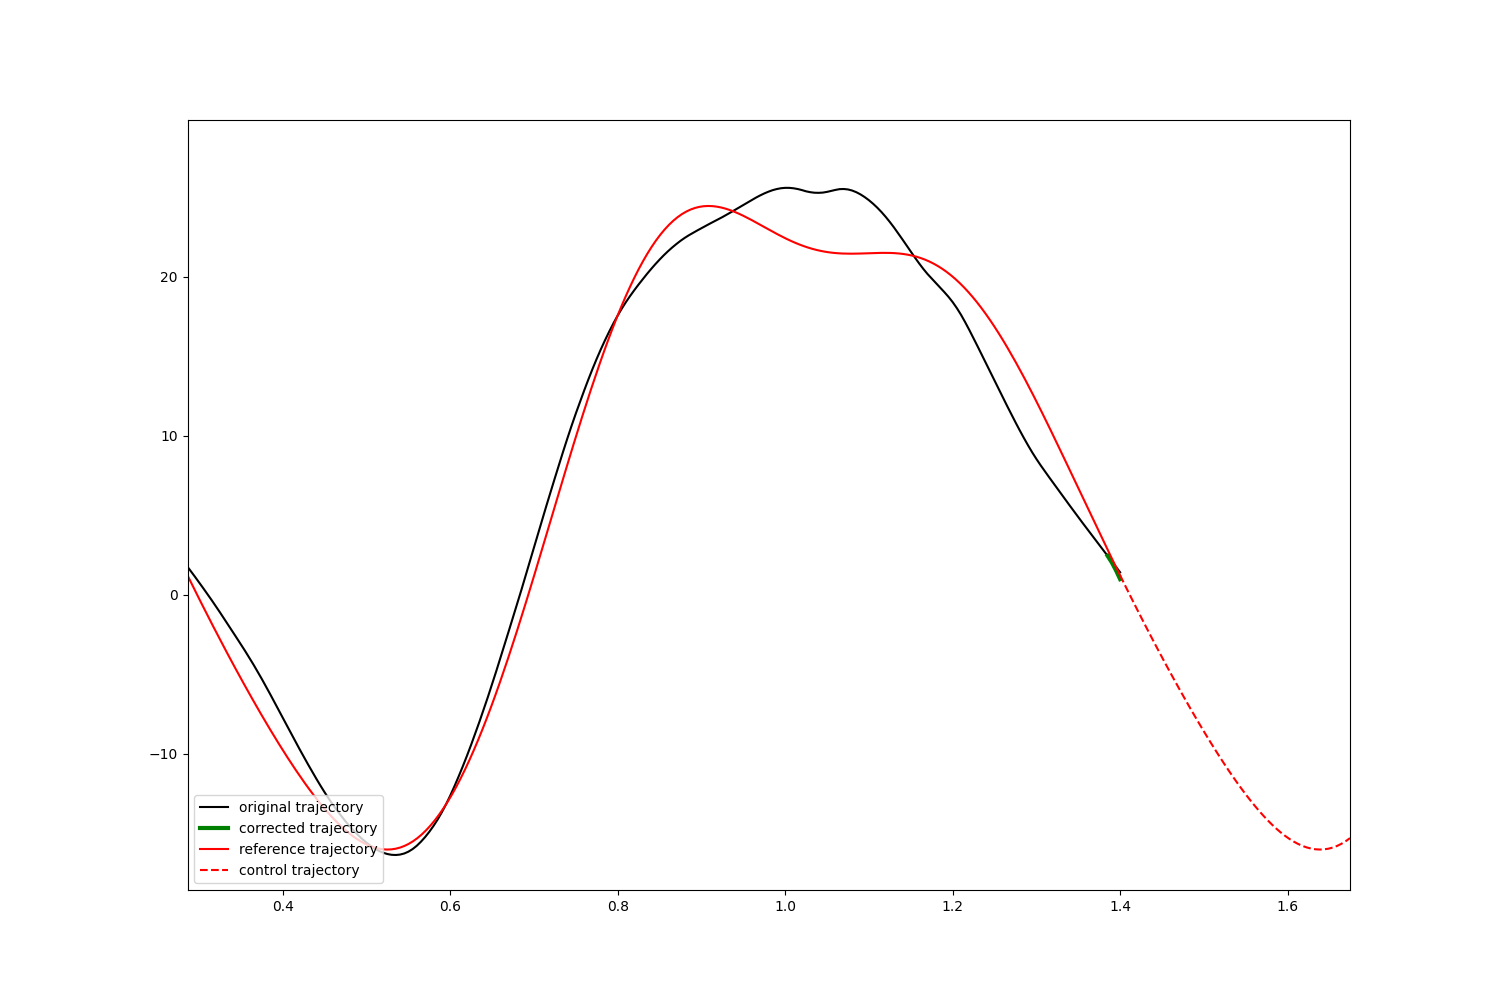 20
10
0
−10
original trajectory
corrected trajectory
reference trajectory
control trajectory
0.4 0.6 0.8 1.0 1.2 1.4 1.6